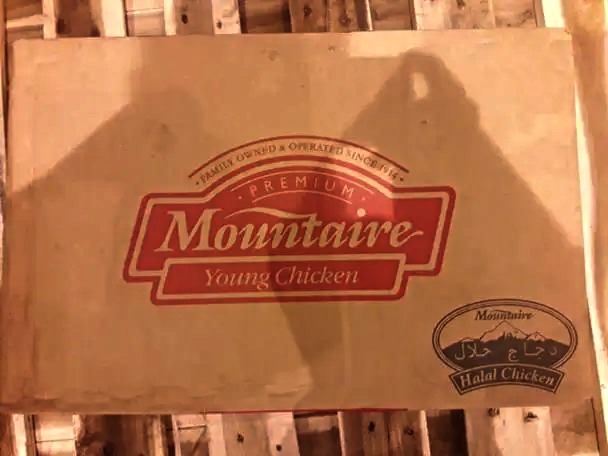 · FAMILY OWNED & OPERATED SINCE 1914 ·
· PREMIUM ·
Mountaire
Young Chicken
Mountaire
دجاج حلال
Halal Chicken